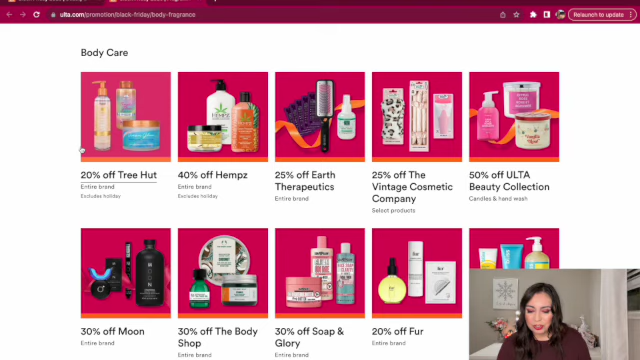 ulta.com/promotion/black-friday/body-fragrance
Relaunch to update
Body Care
20% off Tree Hut
Entire brand
Excludes holiday
40% off Hempz
Entire brand
Excludes holiday
25% off Earth
Therapeutics
Entire brand
25% off The
Vintage Cosmetic
Company
Select products
50% off ULTA
Beauty Collection
Candles & hand wash
30% off Moon
Entire brand
30% off The Body
Shop
Entire brand
30% off Soap &
Glory
Entire brand
20% off Fur
Entire brand